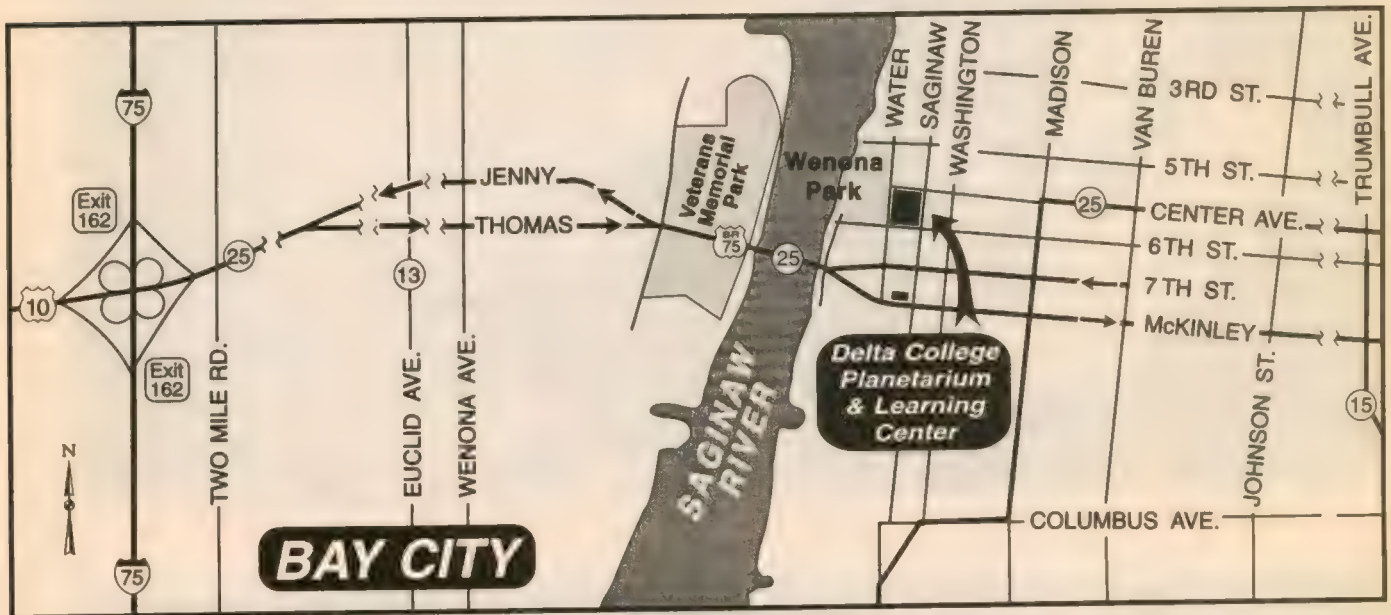 75
Exit
162
10
25
Exit
162
75
TWO MILE RD.
13
EUCLID AVE.
WENONA AVE.
JENNY
THOMAS
N
BAY CITY
Veterans
Memorial
Park
75
25
SAGINAW
RIVER
Wenona
Park
WATER
SAGINAW
WASHINGTON
MADISON
VAN BUREN
3RD ST.
5TH ST.
25
CENTER AVE.
6TH ST.
7TH ST.
McKINLEY
TRUMBULL AVE.
Delta College
Planetarium
& Learning
Center
JOHNSON ST.
15
COLUMBUS AVE.